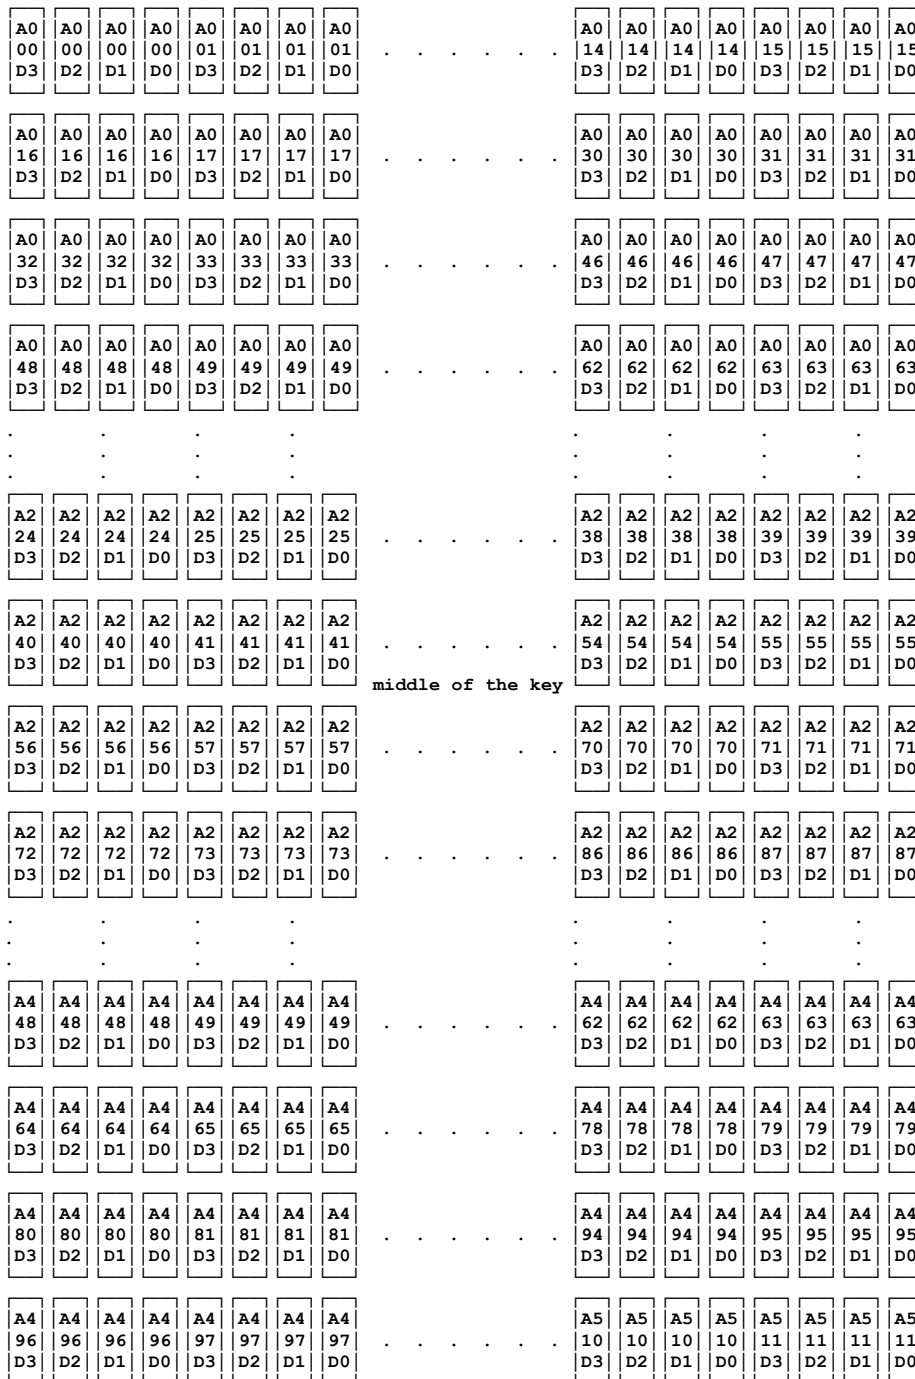 A0 A0 A0 A0 A0 A0 A0 A0 A0 A0 A0 A0 A0 A0 A0 A0
00 00 00 00 01 01 01 01 . . . . . . 14 14 14 14 15 15 15 15
D3 D2 D1 D0 D3 D2 D1 D0 D3 D2 D1 D0 D3 D2 D1 D0
A0 A0 A0 A0 A0 A0 A0 A0 A0 A0 A0 A0 A0 A0 A0 A0
16 16 16 16 17 17 17 17 . . . . . . 30 30 30 30 31 31 31 31
D3 D2 D1 D0 D3 D2 D1 D0 D3 D2 D1 D0 D3 D2 D1 D0
A0 A0 A0 A0 A0 A0 A0 A0 A0 A0 A0 A0 A0 A0 A0 A0
32 32 32 32 33 33 33 33 . . . . . . 46 46 46 46 47 47 47 47
D3 D2 D1 D0 D3 D2 D1 D0 D3 D2 D1 D0 D3 D2 D1 D0
A0 A0 A0 A0 A0 A0 A0 A0 A0 A0 A0 A0 A0 A0 A0 A0
48 48 48 48 49 49 49 49 . . . . . . 62 62 62 62 63 63 63 63
D3 D2 D1 D0 D3 D2 D1 D0 D3 D2 D1 D0 D3 D2 D1 D0
. . . . . . . .
. . . . . . . .
. . . . . . . .
A2 A2 A2 A2 A2 A2 A2 A2 A2 A2 A2 A2 A2 A2 A2 A2
24 24 24 24 25 25 25 25 . . . . . . 38 38 38 38 39 39 39 39
D3 D2 D1 D0 D3 D2 D1 D0 D3 D2 D1 D0 D3 D2 D1 D0
A2 A2 A2 A2 A2 A2 A2 A2 A2 A2 A2 A2 A2 A2 A2 A2
40 40 40 40 41 41 41 41 . . . . . . 54 54 54 54 55 55 55 55
D3 D2 D1 D0 D3 D2 D1 D0 D3 D2 D1 D0 D3 D2 D1 D0
middle of the key
A2 A2 A2 A2 A2 A2 A2 A2 A2 A2 A2 A2 A2 A2 A2 A2
56 56 56 56 57 57 57 57 . . . . . . 70 70 70 70 71 71 71 71
D3 D2 D1 D0 D3 D2 D1 D0 D3 D2 D1 D0 D3 D2 D1 D0
A2 A2 A2 A2 A2 A2 A2 A2 A2 A2 A2 A2 A2 A2 A2 A2
72 72 72 72 73 73 73 73 . . . . . . 86 86 86 86 87 87 87 87
D3 D2 D1 D0 D3 D2 D1 D0 D3 D2 D1 D0 D3 D2 D1 D0
. . . . . . . .
. . . . . . . .
. . . . . . . .
A4 A4 A4 A4 A4 A4 A4 A4 A4 A4 A4 A4 A4 A4 A4 A4
48 48 48 48 49 49 49 49 . . . . . . 62 62 62 62 63 63 63 63
D3 D2 D1 D0 D3 D2 D1 D0 D3 D2 D1 D0 D3 D2 D1 D0
A4 A4 A4 A4 A4 A4 A4 A4 A4 A4 A4 A4 A4 A4 A4 A4
64 64 64 64 65 65 65 65 . . . . . . 78 78 78 78 79 79 79 79
D3 D2 D1 D0 D3 D2 D1 D0 D3 D2 D1 D0 D3 D2 D1 D0
A4 A4 A4 A4 A4 A4 A4 A4 A4 A4 A4 A4 A4 A4 A4 A4
80 80 80 80 81 81 81 81 . . . . . . 94 94 94 94 95 95 95 95
D3 D2 D1 D0 D3 D2 D1 D0 D3 D2 D1 D0 D3 D2 D1 D0
A4 A4 A4 A4 A4 A4 A4 A4 A5 A5 A5 A5 A5 A5 A5 A5
96 96 96 96 97 97 97 97 . . . . . . 10 10 10 10 11 11 11 11
D3 D2 D1 D0 D3 D2 D1 D0 D3 D2 D1 D0 D3 D2 D1 D0